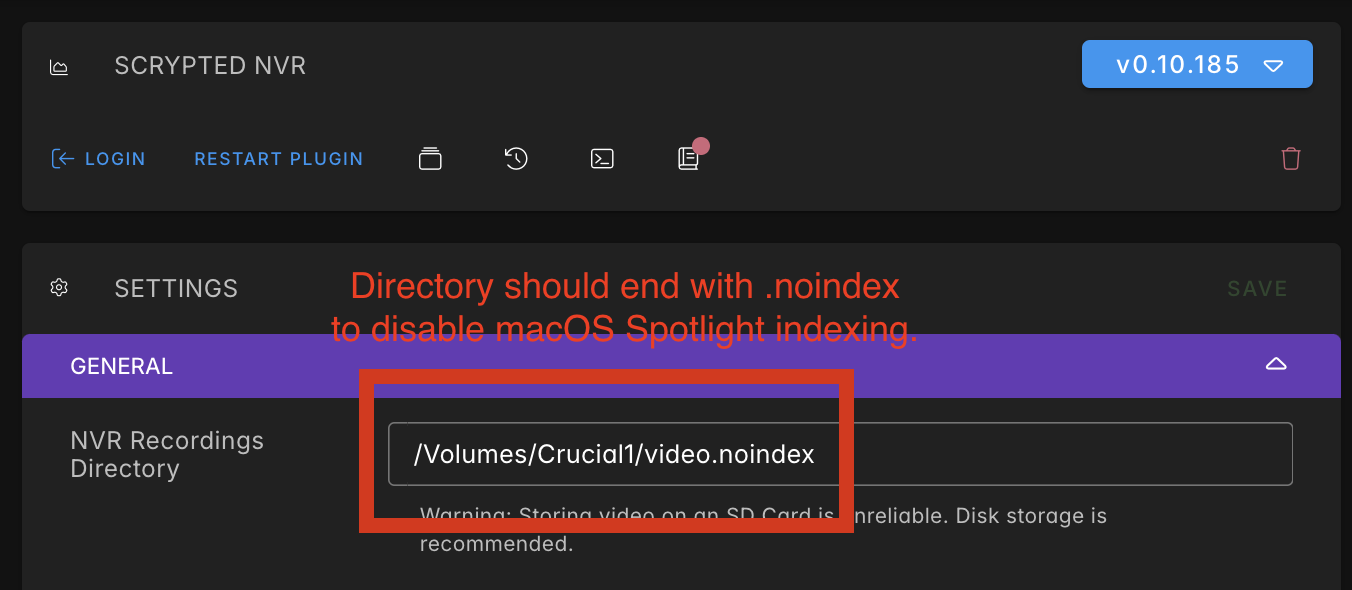 SCRYPTED NVR
v0.10.185
LOGIN
RESTART PLUGIN
SETTINGS
Directory should end with .noindex
to disable macOS Spotlight indexing.
SAVE
GENERAL
NVR Recordings
Directory
/Volumes/Crucial1/video.noindex
Warning: Storing video on an SD Card is unreliable. Disk storage is
recommended.